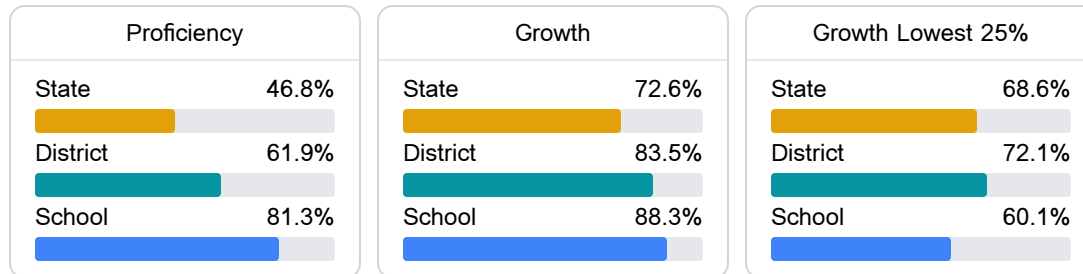 Proficiency
State 46.8%
District 61.9%
School 81.3%
Growth
State 72.6%
District 83.5%
School 88.3%
Growth Lowest 25%
State 68.6%
District 72.1%
School 60.1%